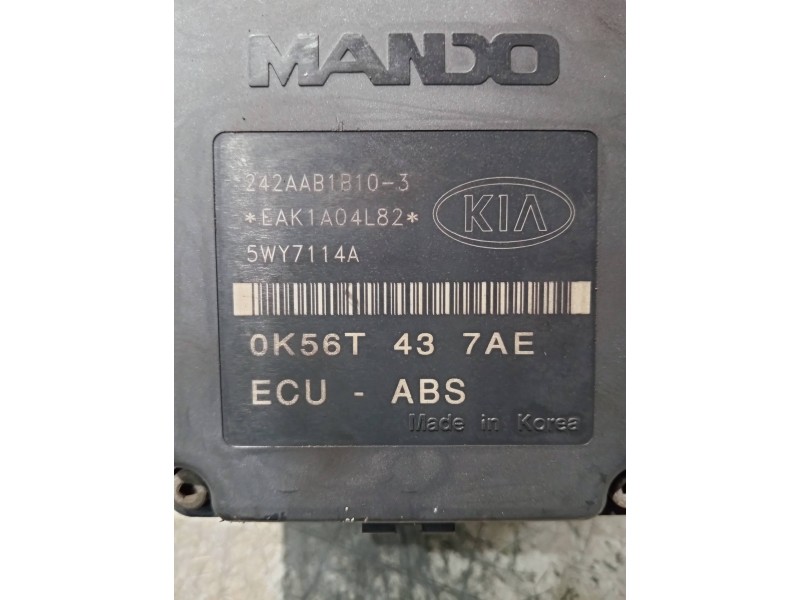 MANDO
242AAB1B10-3
*EAK1A04L82*
KIA
5WY7114A
0K56T 43 7AE
ECU - ABS
Made in Korea